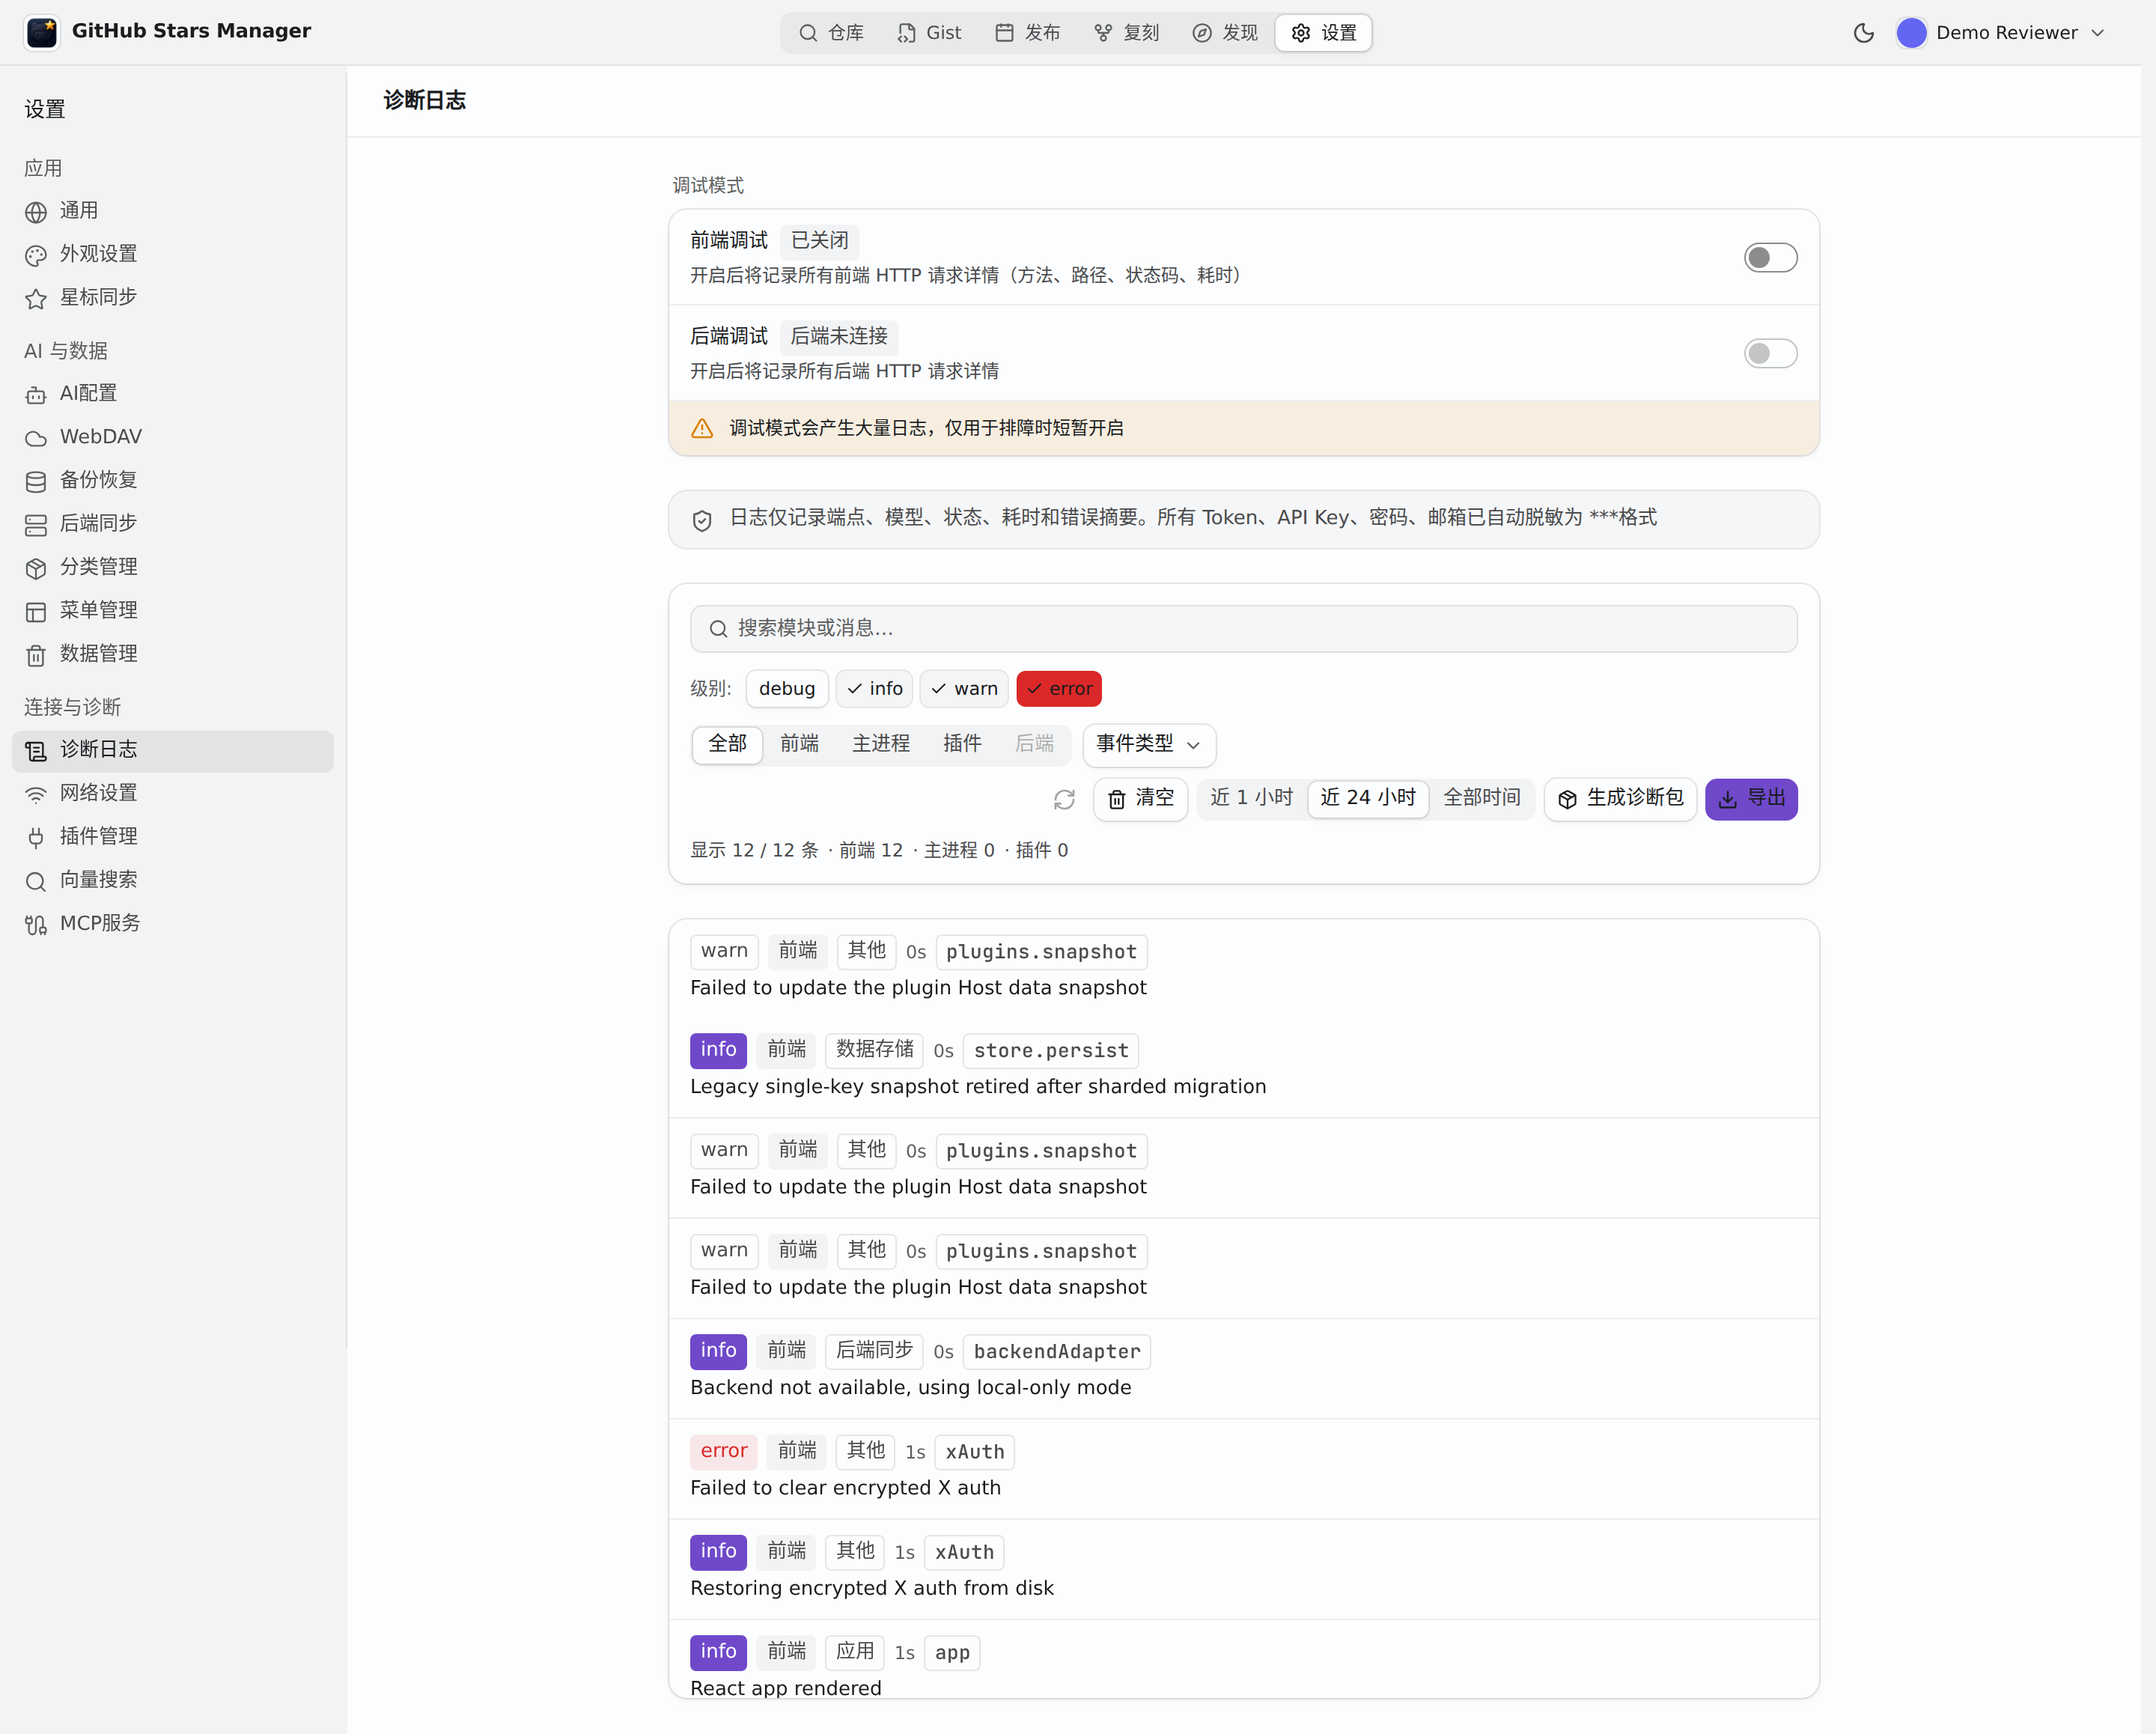 GitHub Stars Manager
仓库
Gist
发布
复刻
发现
设置
Demo Reviewer
设置
应用
通用
外观设置
星标同步
AI 与数据
AI配置
WebDAV
备份恢复
后端同步
分类管理
菜单管理
数据管理
连接与诊断
诊断日志
网络设置
插件管理
向量搜索
MCP服务
诊断日志
调试模式
前端调试 已关闭
开启后将记录所有前端 HTTP 请求详情（方法、路径、状态码、耗时）
后端调试 后端未连接
开启后将记录所有后端 HTTP 请求详情
调试模式会产生大量日志，仅用于排障时短暂开启
日志仅记录端点、模型、状态、耗时和错误摘要。所有 Token、API Key、密码、邮箱已自动脱敏为 ***格式
搜索模块或消息...
级别: debug info warn error
全部 前端 主进程 插件 后端 事件类型
清空 近 1 小时 近 24 小时 全部时间 生成诊断包 导出
显示 12 / 12 条 · 前端 12 · 主进程 0 · 插件 0
warn 前端 其他 0s plugins.snapshot
Failed to update the plugin Host data snapshot
info 前端 数据存储 0s store.persist
Legacy single-key snapshot retired after sharded migration
warn 前端 其他 0s plugins.snapshot
Failed to update the plugin Host data snapshot
warn 前端 其他 0s plugins.snapshot
Failed to update the plugin Host data snapshot
info 前端 后端同步 0s backendAdapter
Backend not available, using local-only mode
error 前端 其他 1s xAuth
Failed to clear encrypted X auth
info 前端 其他 1s xAuth
Restoring encrypted X auth from disk
info 前端 应用 1s app
React app rendered